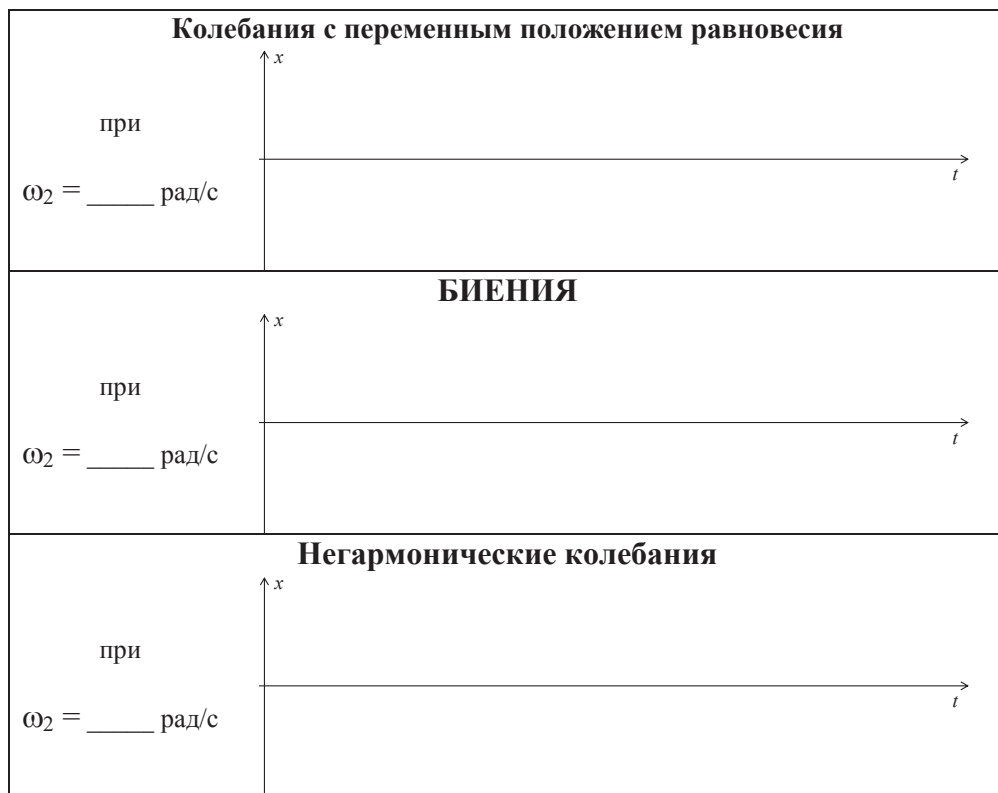 Колебания с переменным положением равновесия
x
при
t
ω2 = _____ рад/с
БИЕНИЯ
x
при
t
ω2 = _____ рад/с
Негармонические колебания
x
при
t
ω2 = _____ рад/с